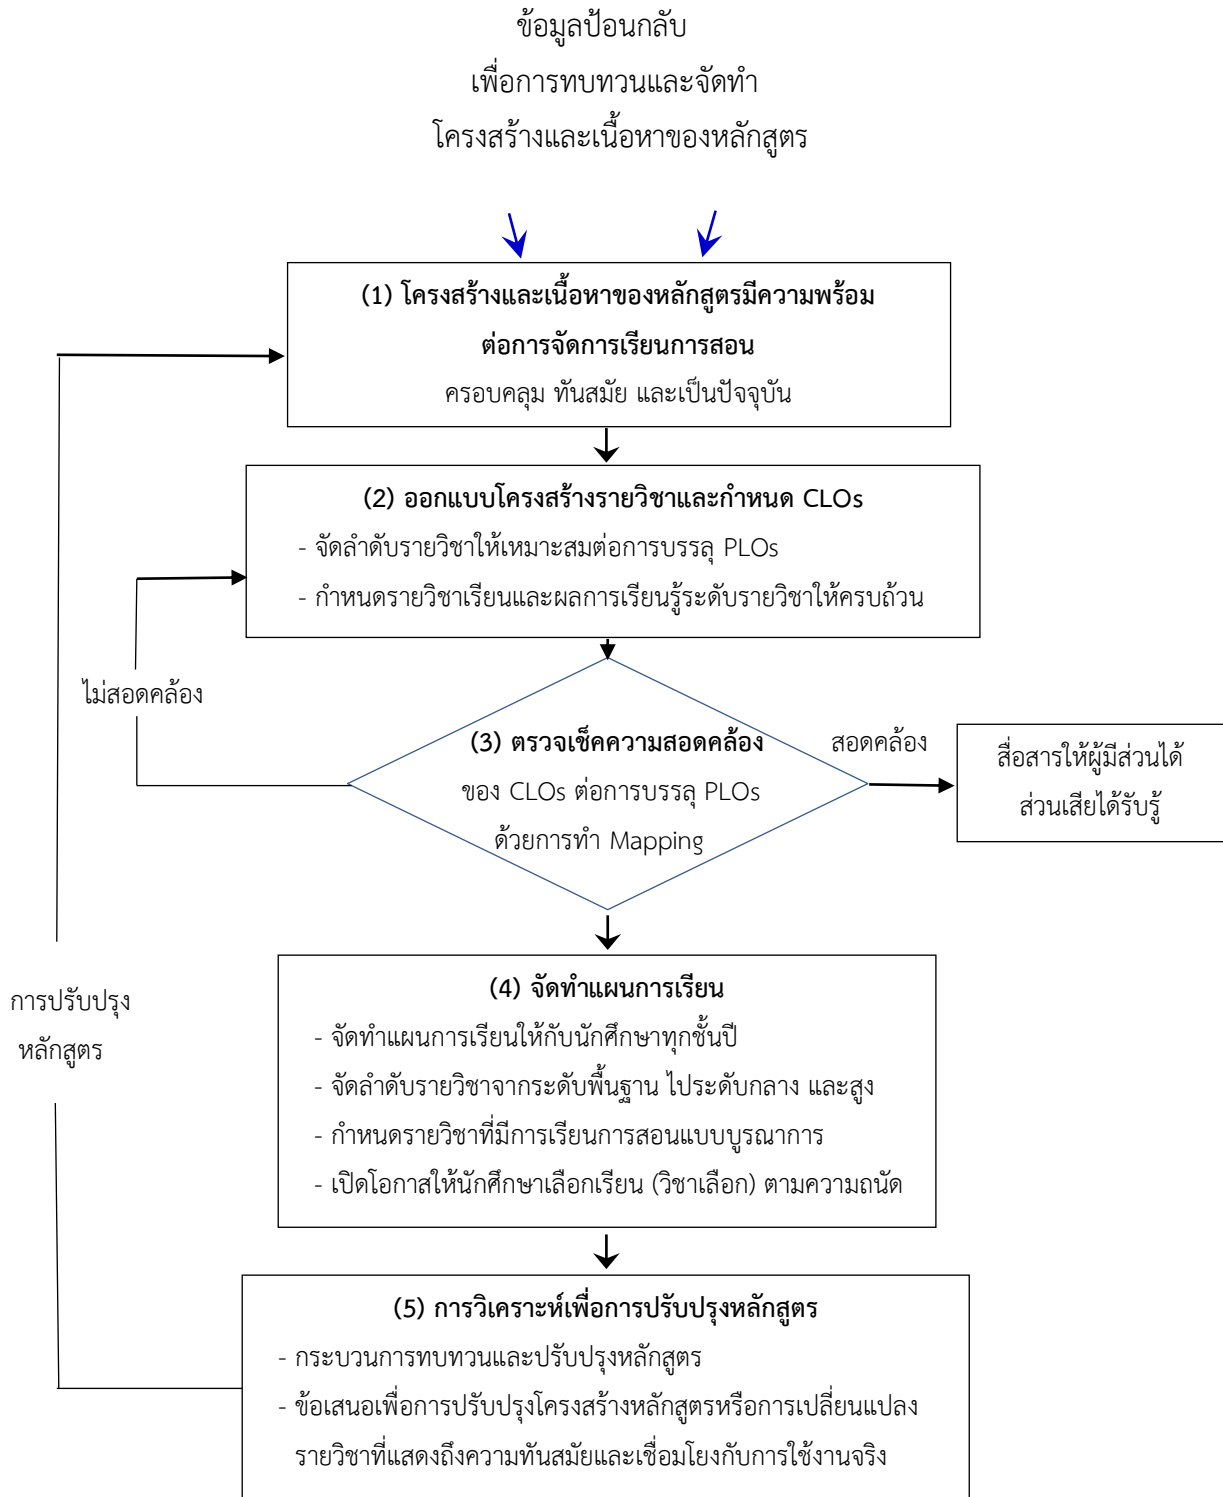 ข้อมูลป้อนกลับ
เพื่อการทบทวนและจัดทำ
โครงสร้างและเนื้อหาของหลักสูตร
(1) โครงสร้างและเนื้อหาของหลักสูตรมีความพร้อม
ต่อการจัดการเรียนการสอน
ครอบคลุม ทันสมัย และเป็นปัจจุบัน
(2) ออกแบบโครงสร้างรายวิชาและกำหนด CLOs
- จัดลำดับรายวิชาให้เหมาะสมต่อการบรรลุ PLOs
- กำหนดรายวิชาเรียนและผลการเรียนรู้ระดับรายวิชาให้ครบถ้วน
ไม่สอดคล้อง
(3) ตรวจเช็คความสอดคล้อง
ของ CLOs ต่อการบรรลุ PLOs
ด้วยการทำ Mapping
สอดคล้อง
สื่อสารให้ผู้มีส่วนได้
ส่วนเสียได้รับรู้
(4) จัดทำแผนการเรียน
- จัดทำแผนการเรียนให้กับนักศึกษาทุกชั้นปี
- จัดลำดับรายวิชาจากระดับพื้นฐาน ไประดับกลาง และสูง
- กำหนดรายวิชาที่มีการเรียนการสอนแบบบูรณาการ
- เปิดโอกาสให้นักศึกษาเลือกเรียน (วิชาเลือก) ตามความถนัด
การปรับปรุง
หลักสูตร
(5) การวิเคราะห์เพื่อการปรับปรุงหลักสูตร
- กระบวนการทบทวนและปรับปรุงหลักสูตร
- ข้อเสนอเพื่อการปรับปรุงโครงสร้างหลักสูตรหรือการเปลี่ยนแปลง
รายวิชาที่แสดงถึงความทันสมัยและเชื่อมโยงกับการใช้งานจริง